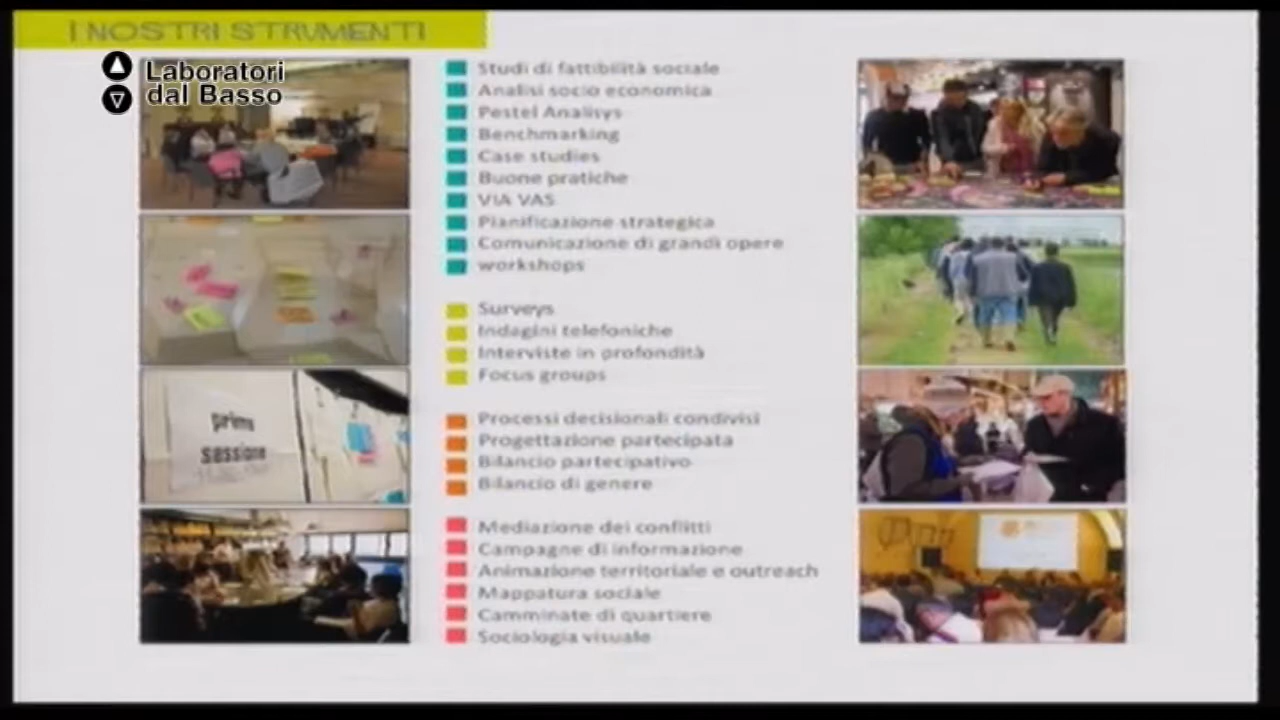 I NOSTRI STRUMENTI
Laboratori
dal Basso
Studi di fattibilità sociale
Analisi socio economica
Pestel Analisys
Benchmarking
Case studies
Buone pratiche
VIA VAS
Pianificazione strategica
Comunicazione di grandi opere
workshops
Surveys
Indagini telefoniche
Interviste in profondità
Focus groups
Processi decisionali condivisi
Progettazione partecipata
Bilancio partecipativo
Bilancio di genere
Mediazione dei conflitti
Campagne di informazione
Animazione territoriale e outreach
Mappatura sociale
Camminate di quartiere
Sociologia visuale
prima
sessione